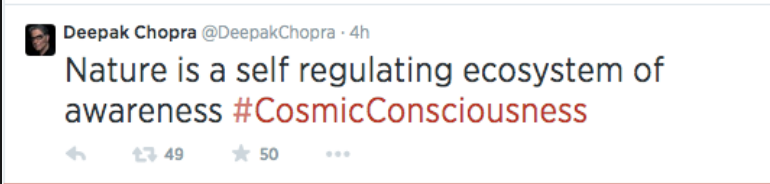 Deepak Chopra @DeepakChopra · 4h
Nature is a self regulating ecosystem of
awareness #CosmicConsciousness
49 50